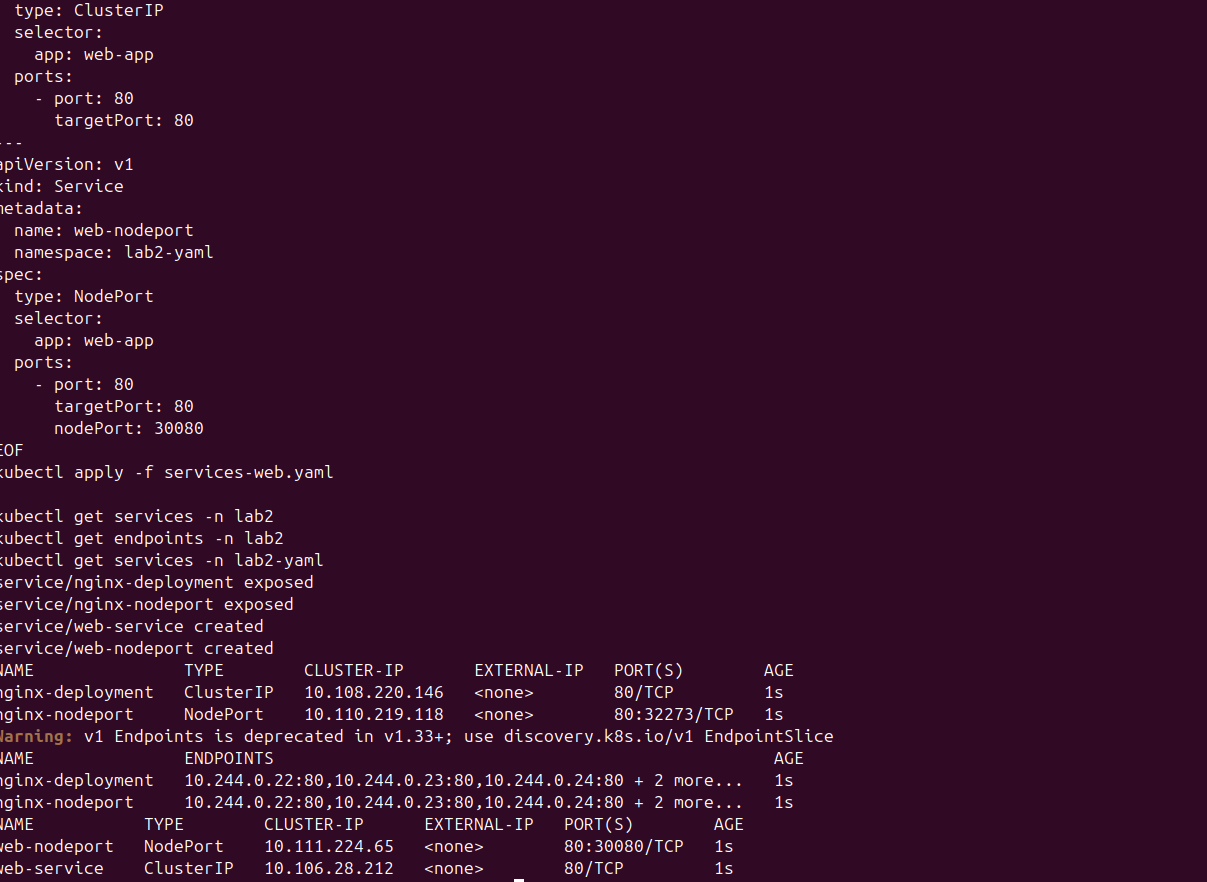 type: ClusterIP
selector:
app: web-app
ports:
- port: 80
targetPort: 80
---
apiVersion: v1
kind: Service
metadata:
name: web-nodeport
namespace: lab2-yaml
spec:
type: NodePort
selector:
app: web-app
ports:
- port: 80
targetPort: 80
nodePort: 30080
EOF
kubectl apply -f services-web.yaml
kubectl get services -n lab2
kubectl get endpoints -n lab2
kubectl get services -n lab2-yaml
service/nginx-deployment exposed
service/nginx-nodeport exposed
service/web-service created
service/web-nodeport created
NAME TYPE CLUSTER-IP EXTERNAL-IP PORT(S) AGE
nginx-deployment ClusterIP 10.108.220.146 <none> 80/TCP 1s
nginx-nodeport NodePort 10.110.219.118 <none> 80:32273/TCP 1s
Warning: v1 Endpoints is deprecated in v1.33+; use discovery.k8s.io/v1 EndpointSlice
NAME ENDPOINTS AGE
nginx-deployment 10.244.0.22:80,10.244.0.23:80,10.244.0.24:80 + 2 more... 1s
nginx-nodeport 10.244.0.22:80,10.244.0.23:80,10.244.0.24:80 + 2 more... 1s
NAME TYPE CLUSTER-IP EXTERNAL-IP PORT(S) AGE
web-nodeport NodePort 10.111.224.65 <none> 80:30080/TCP 1s
web-service ClusterIP 10.106.28.212 <none> 80/TCP 1s